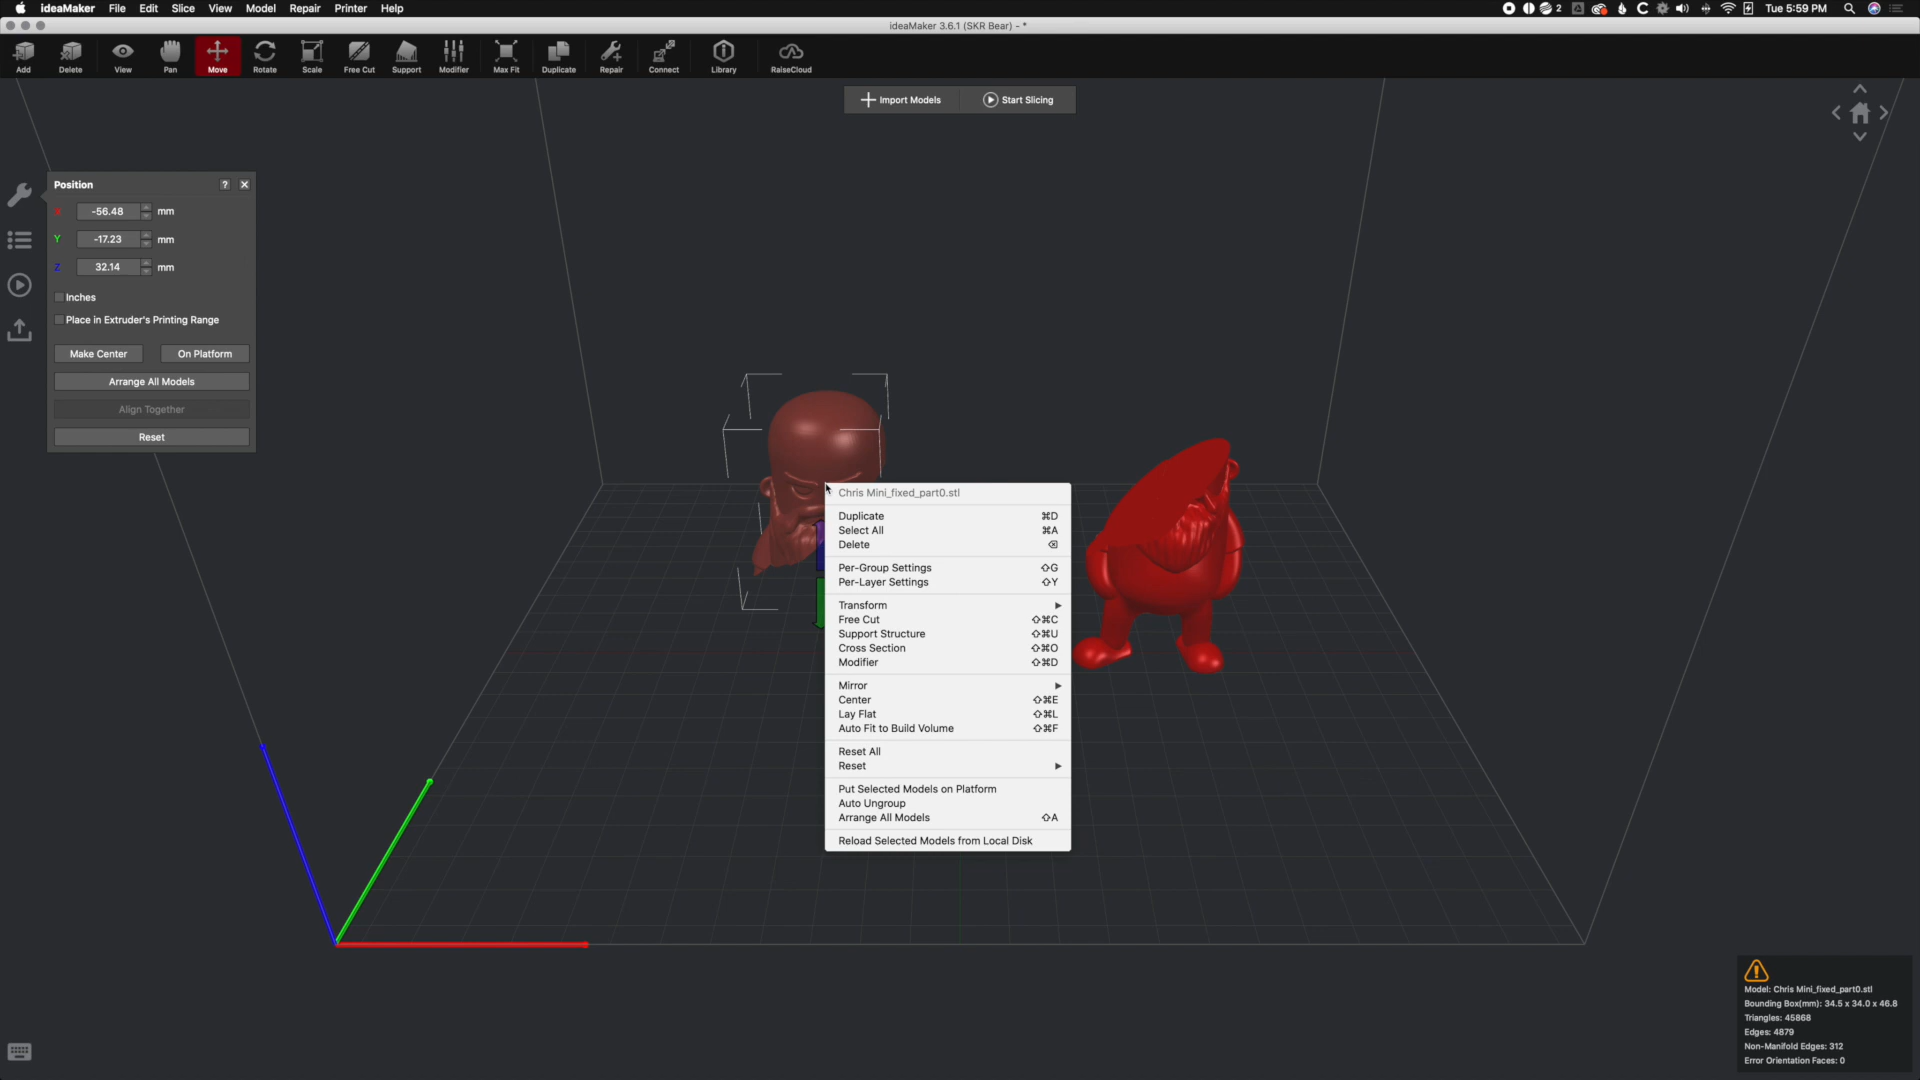 ideaMaker File Edit Slice View Model Repair Printer Help
2
Tue 5:59 PM
ideaMaker 3.6.1 (SKR Bear) - *
Add Delete View Pan Move Rotate Scale Free Cut Support Modifier Max Fit Duplicate Repair Connect Library RaiseCloud
Import Models Start Slicing
Position ?
X -56.48 mm
Y -17.23 mm
Z 32.14 mm
Inches
Place in Extruder's Printing Range
Make Center On Platform
Arrange All Models
Align Together
Reset
Chris Mini_fixed_part0.stl
Duplicate ⌘D
Select All ⌘A
Delete ⌫
Per-Group Settings ⇧G
Per-Layer Settings ⇧Y
Transform
Free Cut ⇧⌘C
Support Structure ⇧⌘U
Cross Section ⇧⌘O
Modifier ⇧⌘D
Mirror
Center ⇧⌘E
Lay Flat ⇧⌘L
Auto Fit to Build Volume ⇧⌘F
Reset All
Reset
Put Selected Models on Platform
Auto Ungroup
Arrange All Models ⇧A
Reload Selected Models from Local Disk
Model: Chris Mini_fixed_part0.stl
Bounding Box(mm): 34.5 x 34.0 x 46.8
Triangles: 45868
Edges: 4879
Non-Manifold Edges: 312
Error Orientation Faces: 0